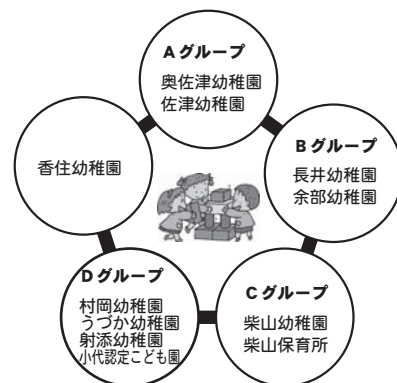 Aグループ
奥佐津幼稚園
佐津幼稚園
Bグループ
長井幼稚園
余部幼稚園
Cグループ
柴山幼稚園
柴山保育所
Dグループ
村岡幼稚園
うづか幼稚園
射添幼稚園
小代認定こども園
香住幼稚園